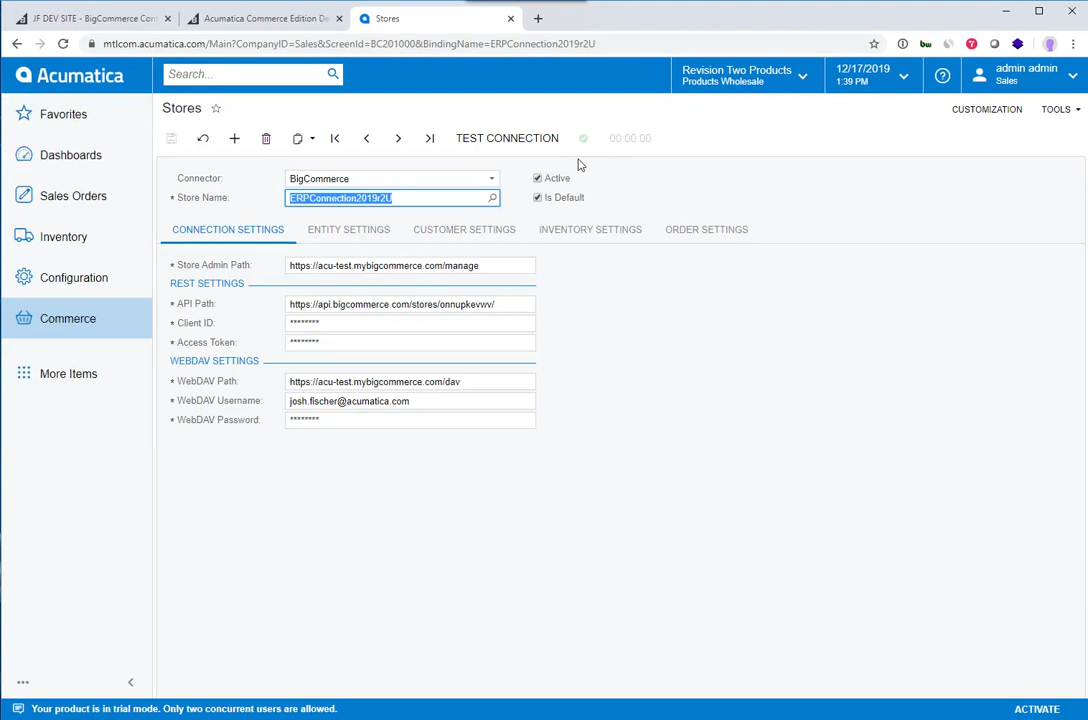 JF DEV SITE - BigCommerce Con
Acumatica Commerce Edition De
Stores
mtlcom.acumatica.com/Main?CompanyID=Sales&ScreenId=BC201000&BindingName=ERPConnection2019r2U
Acumatica
Search...
Revision Two Products
Products Wholesale
12/17/2019
1:39 PM
admin admin
Sales
Favorites
Dashboards
Sales Orders
Inventory
Configuration
Commerce
More Items
Stores
CUSTOMIZATION
TOOLS
TEST CONNECTION
00:00:00
Connector:
BigCommerce
Active
* Store Name:
ERPConnection2019r2U
Is Default
CONNECTION SETTINGS
ENTITY SETTINGS
CUSTOMER SETTINGS
INVENTORY SETTINGS
ORDER SETTINGS
* Store Admin Path:
https://acu-test.mybigcommerce.com/manage
REST SETTINGS
* API Path:
https://api.bigcommerce.com/stores/onnupkevwv/
* Client ID:
********
* Access Token:
********
WEBDAV SETTINGS
* WebDAV Path:
https://acu-test.mybigcommerce.com/dav
* WebDAV Username:
josh.fischer@acumatica.com
* WebDAV Password:
********
Your product is in trial mode. Only two concurrent users are allowed.
ACTIVATE